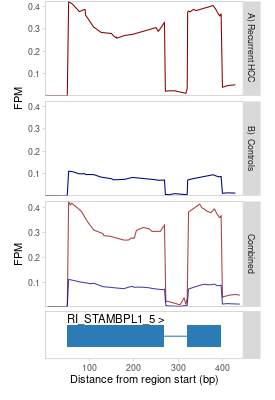 0.4
0.3
0.2
0.1
A) Recurrent HCC
FPM
0.4
0.3
0.2
0.1
B) Controls
0.4
0.3
0.2
0.1
Combined
FPM
RI_STAMBPL1_5 >
100 200 300 400
Distance from region start (bp)